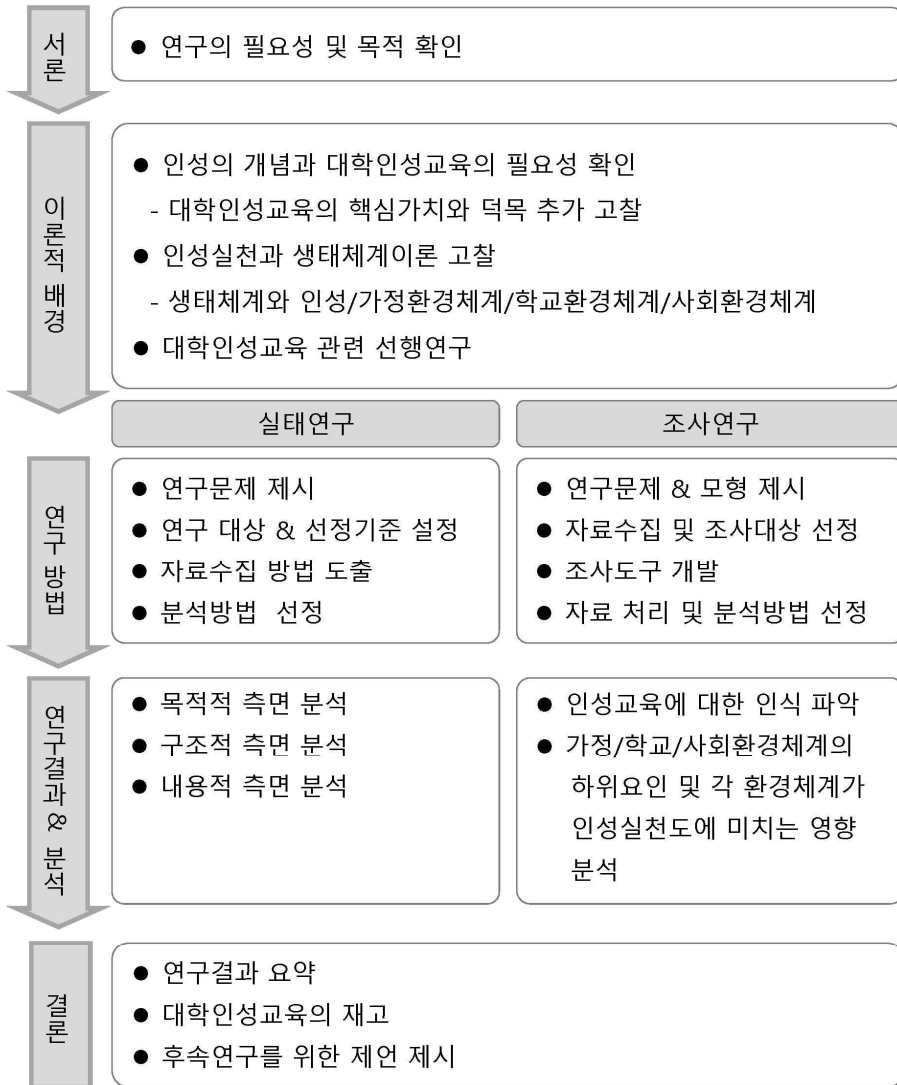 서론
● 연구의 필요성 및 목적 확인
이론적 배경
● 인성의 개념과 대학인성교육의 필요성 확인
- 대학인성교육의 핵심가치와 덕목 추가 고찰
● 인성실천과 생태체계이론 고찰
- 생태체계와 인성/가정환경체계/학교환경체계/사회환경체계
● 대학인성교육 관련 선행연구
실태연구
조사연구
연구 방법
● 연구문제 제시
● 연구 대상 & 선정기준 설정
● 자료수집 방법 도출
● 분석방법 선정
● 연구문제 & 모형 제시
● 자료수집 및 조사대상 선정
● 조사도구 개발
● 자료 처리 및 분석방법 선정
연구결과 & 분석
● 목적적 측면 분석
● 구조적 측면 분석
● 내용적 측면 분석
● 인성교육에 대한 인식 파악
● 가정/학교/사회환경체계의
하위요인 및 각 환경체계가
인성실천도에 미치는 영향
분석
결론
● 연구결과 요약
● 대학인성교육의 재고
● 후속연구를 위한 제언 제시